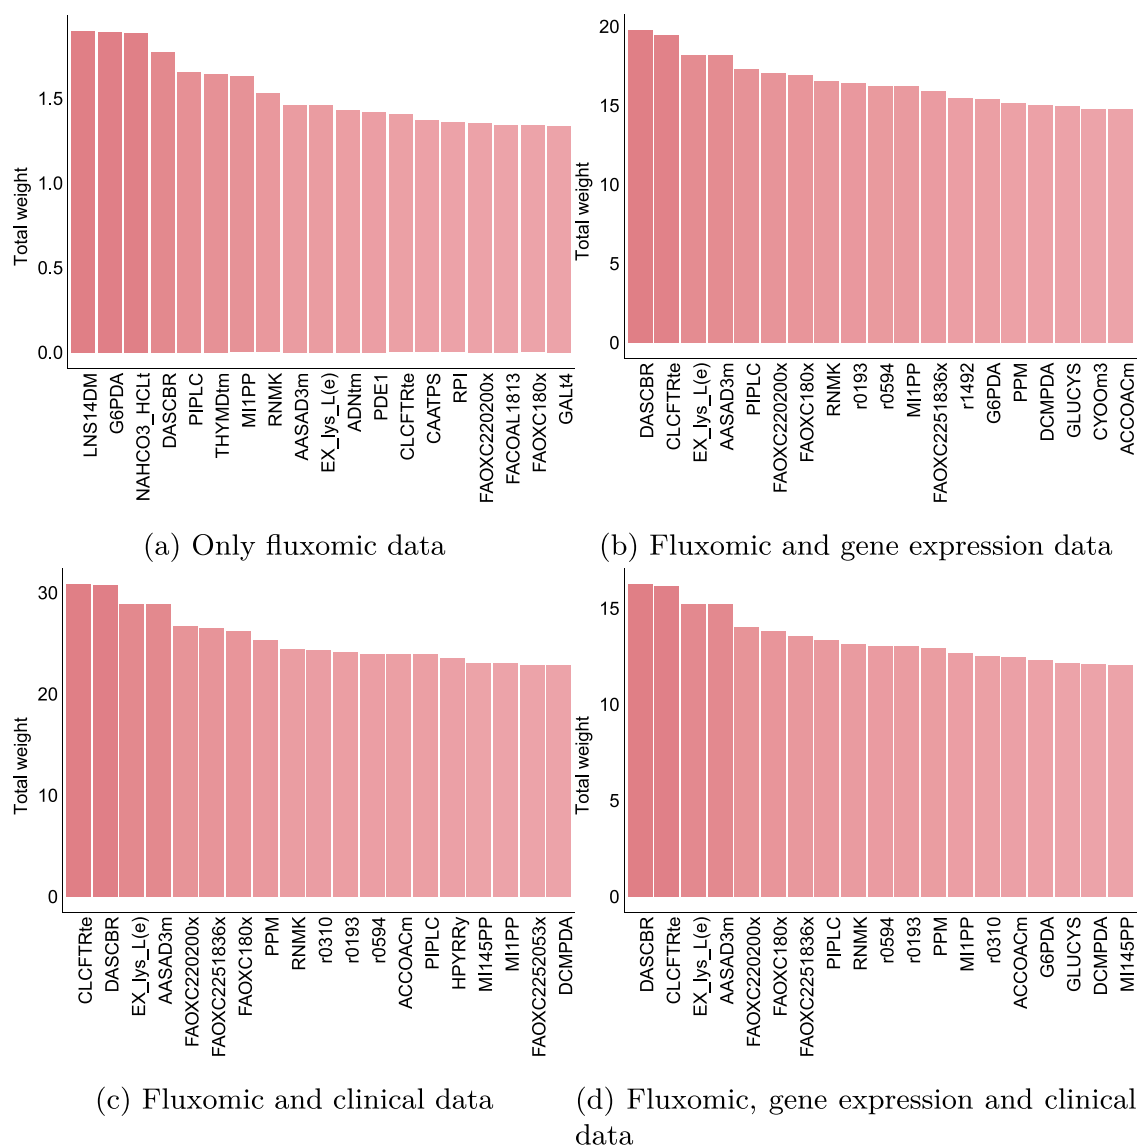 Total weight
1.5
1.0
0.5
0.0
LNS14DM
G6PDA
NAHCO3_HCLt
DASCBR
PIPLC
THYMDtm
MI1PP
RNMK
AASAD3m
EX_lys_L(e)
ADNtm
PDE1
CLCFTRte
CAATPS
RPI
FAOXC220200x
FACOAL1813
FAOXC180x
GALt4
(a) Only fluxomic data
Total weight
20
15
10
5
0
DASCBR
CLCFTRte
EX_lys_L(e)
AASAD3m
PIPLC
FAOXC220200x
FAOXC180x
RNMK
r0193
r0594
MI1PP
FAOXC2251836x
r1492
G6PDA
PPM
DCMPDA
GLUCYS
CYOOm3
ACCOACm
(b) Fluxomic and gene expression data
Total weight
30
20
10
0
CLCFTRte
DASCBR
EX_lys_L(e)
AASAD3m
FAOXC220200x
FAOXC2251836x
FAOXC180x
PPM
RNMK
r0310
r0193
r0594
ACCOACm
PIPLC
HPYRRy
MI145PP
MI1PP
FAOXC2252053x
DCMPDA
(c) Fluxomic and clinical data
Total weight
15
10
5
0
DASCBR
CLCFTRte
EX_lys_L(e)
AASAD3m
FAOXC220200x
FAOXC180x
FAOXC2251836x
PIPLC
RNMK
r0594
r0193
PPM
MI1PP
r0310
ACCOACm
G6PDA
GLUCYS
DCMPDA
MI145PP
(d) Fluxomic, gene expression and clinical
data